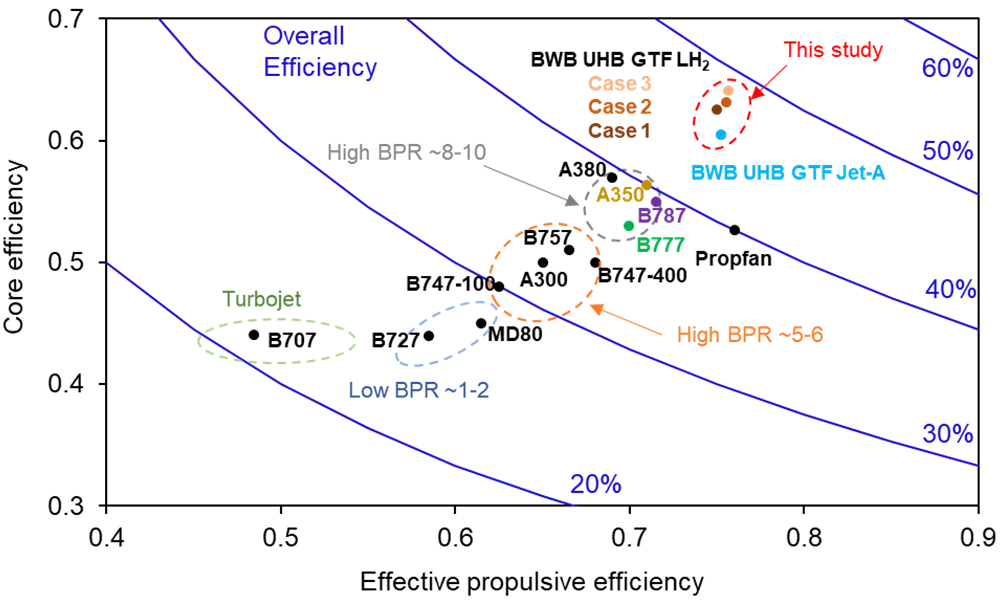 0.7
Overall
Efficiency
BWB UHB GTF LH₂
This study
60%
Case 3
Case 2
Case 1
0.6
High BPR ~8-10
50%
A380
BWB UHB GTF Jet-A
A350
B787
B757
B777
Propfan
0.5
A300
B747-400
B747-100
40%
Turbojet
B707
B727
MD80
High BPR ~5-6
Low BPR ~1-2
0.4
30%
20%
0.3
0.4
0.5
0.6
0.7
0.8
0.9
Core efficiency
Effective propulsive efficiency